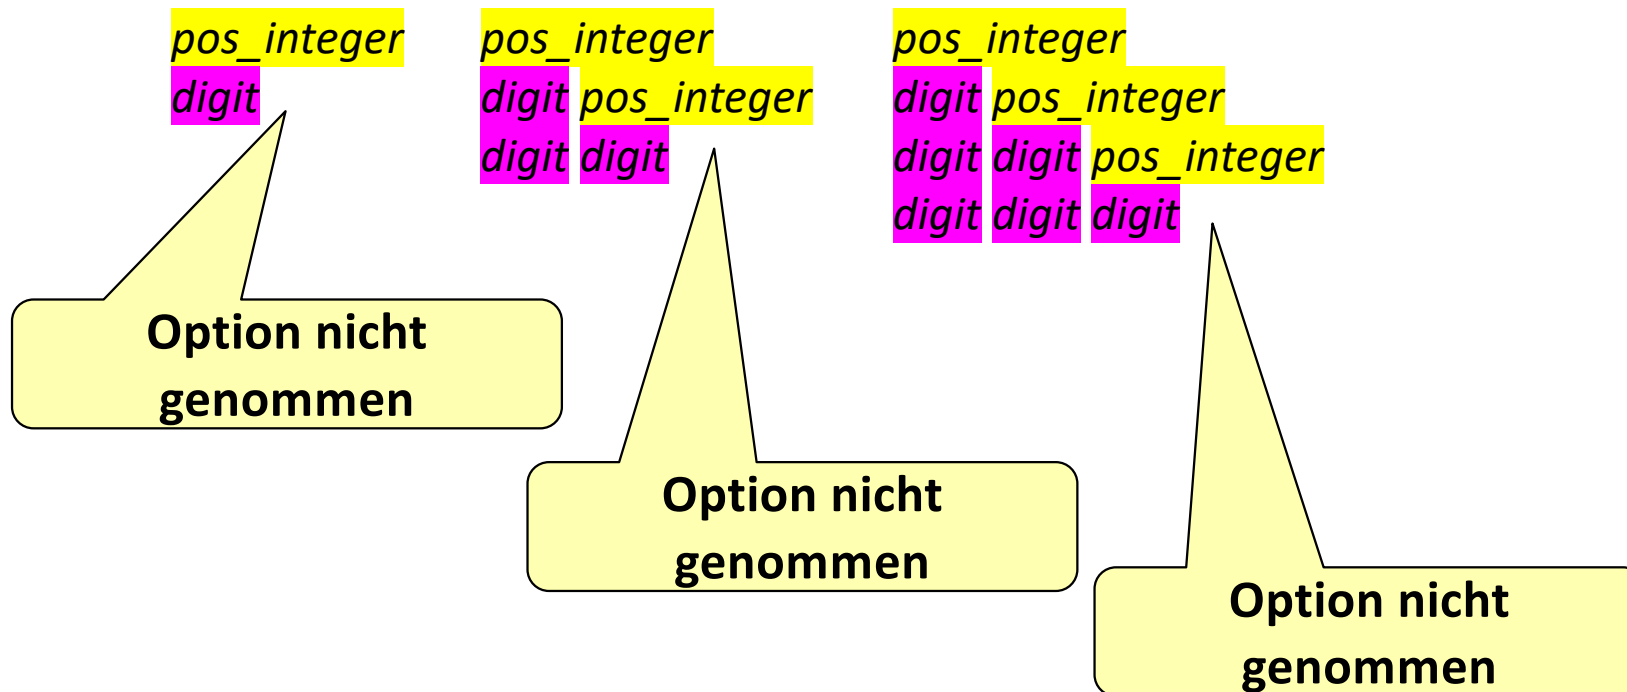 pos_integer
digit
pos_integer
digit pos_integer
digit digit
pos_integer
digit pos_integer
digit digit pos_integer
digit digit digit
Option nicht
genommen
Option nicht
genommen
Option nicht
genommen